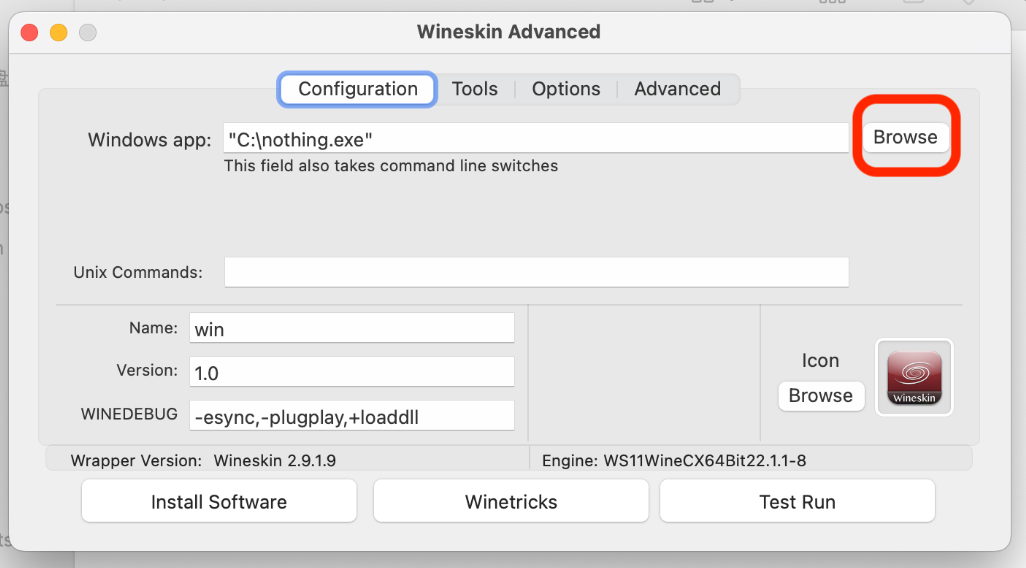 Wineskin Advanced
Configuration Tools Options Advanced
Windows app: "C:\nothing.exe" Browse
This field also takes command line switches
Unix Commands:
Name: win
Version: 1.0
Icon
Browse
Wineskin
WINEDEBUG -esync,-plugplay,+loaddll
Wrapper Version: Wineskin 2.9.1.9 Engine: WS11WineCX64Bit22.1.1-8
Install Software Winetricks Test Run